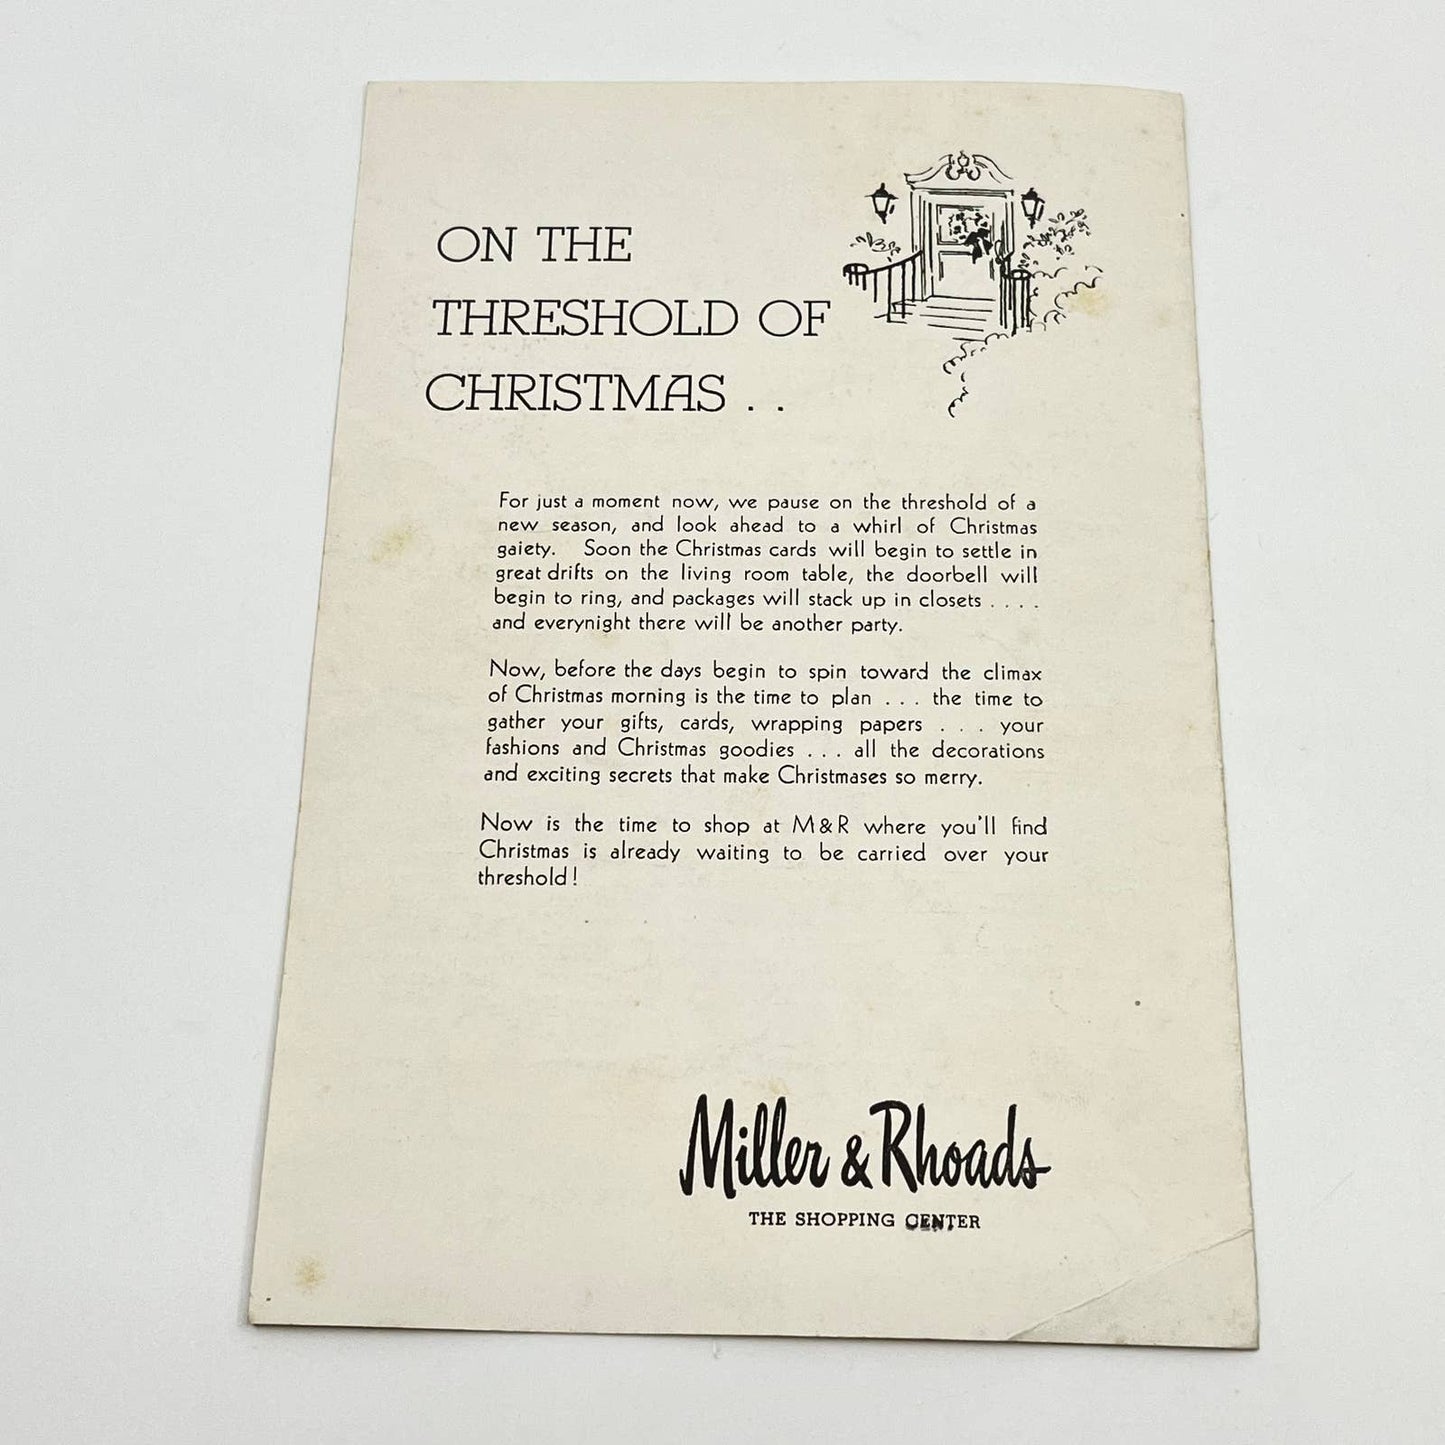 ON THE
THRESHOLD OF
CHRISTMAS . .
For just a moment now, we pause on the threshold of a
new season, and look ahead to a whirl of Christmas
gaiety. Soon the Christmas cards will begin to settle in
great drifts on the living room table, the doorbell will
begin to ring, and packages will stack up in closets . . . .
and everynight there will be another party.
Now, before the days begin to spin toward the climax
of Christmas morning is the time to plan . . . the time to
gather your gifts, cards, wrapping papers . . . your
fashions and Christmas goodies . . . all the decorations
and exciting secrets that make Christmases so merry.
Now is the time to shop at M&R where you'll find
Christmas is already waiting to be carried over your
threshold!
Miller & Rhoads
THE SHOPPING CENTER